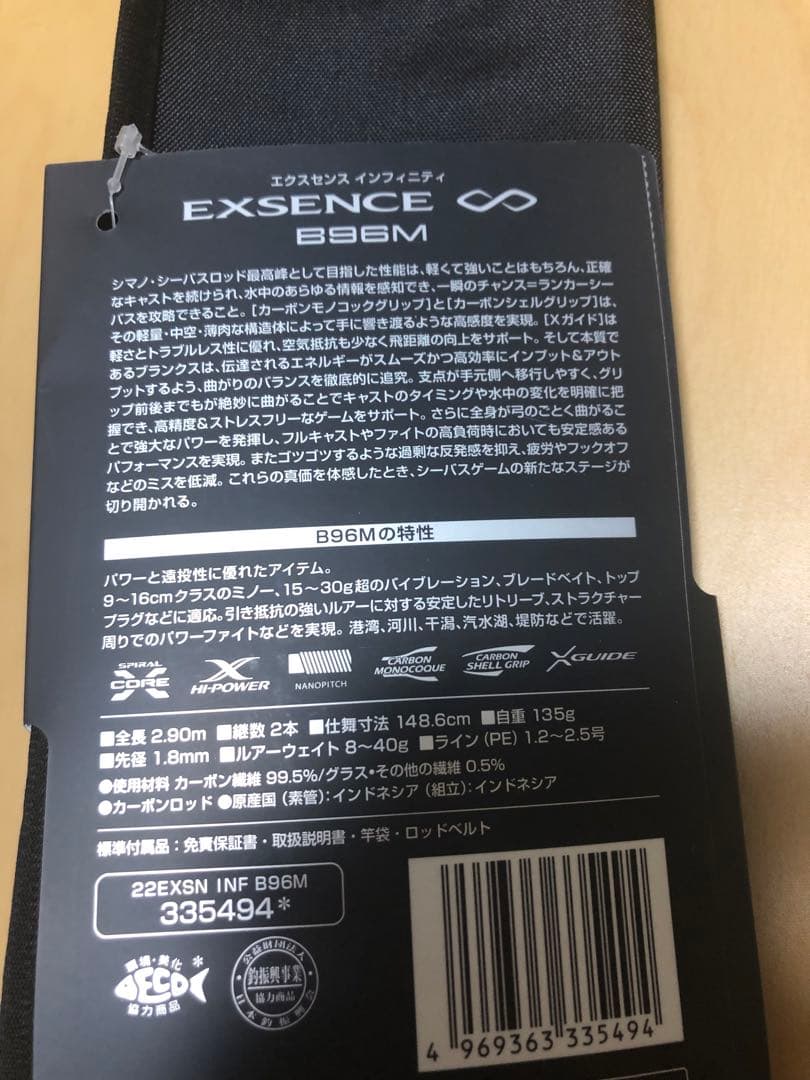 エクスセンス インフィニティ
EXSENCE ∞
B96M
シマノ・シーバスロッド最高峰として目指した性能は、軽くて強いことはもちろん、正確
なキャストを続けられ、水中のあらゆる情報を感知でき、一瞬のチャンス=ランカーシー
バスを攻略できること。[カーボンモノコックグリップ]と[カーボンシェルグリップ]は、
その軽量・中空・薄肉な構造体によって手に響き渡るような高感度を実現。[Xガイド]は
軽さとトラブルレス性に優れ、空気抵抗も少なく飛距離の向上をサポート。そして本質で
あるブランクスは、伝達されるエネルギーがスムーズかつ高効率にインプット&アウト
プットするよう、曲がりのバランスを徹底的に追究。支点が手元側へ移行しやすく、グリ
ップ前後までもが絶妙に曲がることでキャストのタイミングや水中の変化を明確に把
握でき、高精度&ストレスフリーなゲームをサポート。さらに全身が弓のごとく曲がるこ
とで強大なパワーを発揮し、フルキャストやファイトの高負荷時においても安定感ある
パフォーマンスを実現。またゴツゴツするような過剰な反発感を抑え、疲労やフックオフ
などのミスを低減。これらの真価を体感したとき、シーバスゲームの新たなステージが
切り開かれる。
B96Mの特性
パワーと遠投性に優れたアイテム。
9〜16cmクラスのミノー、15〜30g超のバイブレーション、ブレードベイト、トップ
プラグなどに適応。引き抵抗の強いルアーに対する安定したリトリーブ、ストラクチャー
周りでのパワーファイトなどを実現。港湾、河川、干潟、汽水湖、堤防などで活躍。
SPIRAL X CORE X HI-POWER NANOPITCH CARBON MONOCOQUE CARBON SHELL GRIP XGUIDE
■全長 2.90m ■継数 2本 ■仕舞寸法 148.6cm ■自重 135g
■先径 1.8mm ■ルアーウェイト 8〜40g ■ライン (PE) 1.2〜2.5号
●使用材料 カーボン繊維 99.5%/グラス・その他の繊維 0.5%
●カーボンロッド ●原産国 (素管):インドネシア (組立):インドネシア
標準付属品:免責保証書・取扱説明書・竿袋・ロッドベルト
22EXSN INF B96M
335494*
環境・美化
*
ECO
協力商品
公益財団法人
釣振興事業
協力商品
日本釣振興会
4 969363 335494